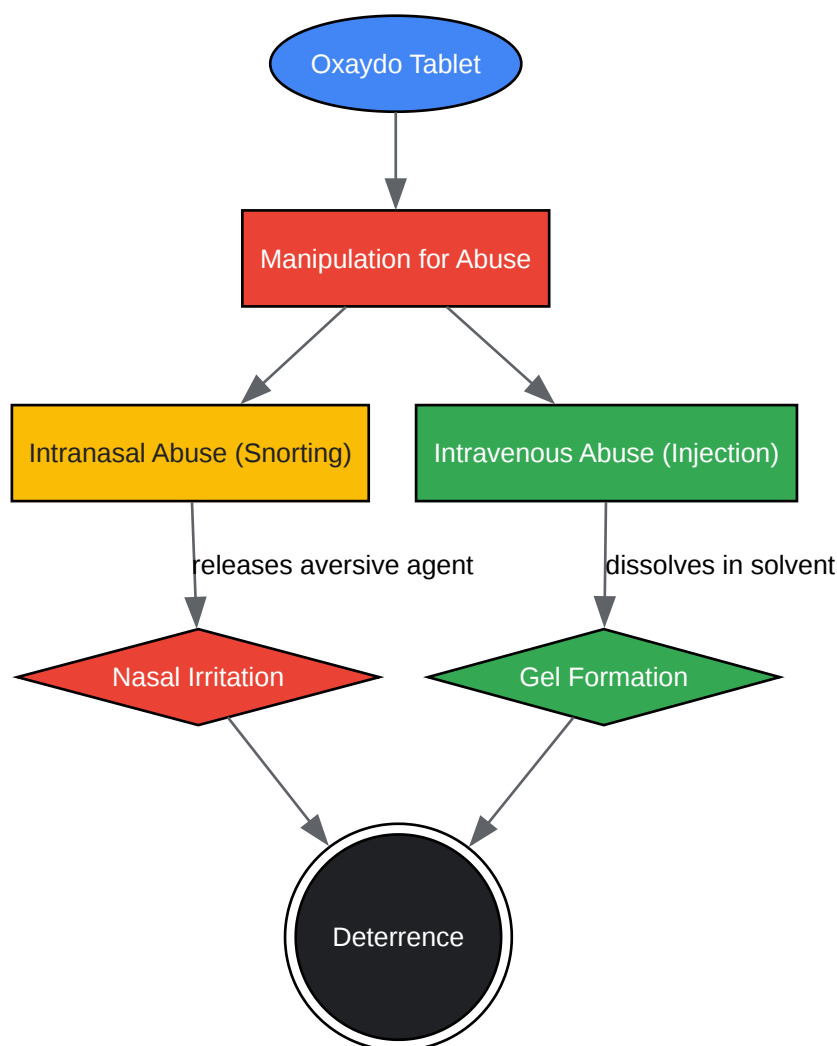 Oxaydo Tablet
Manipulation for Abuse
Intranasal Abuse (Snorting)
Intravenous Abuse (Injection)
releases aversive agent
dissolves in solvent
Nasal Irritation
Gel Formation
Deterrence